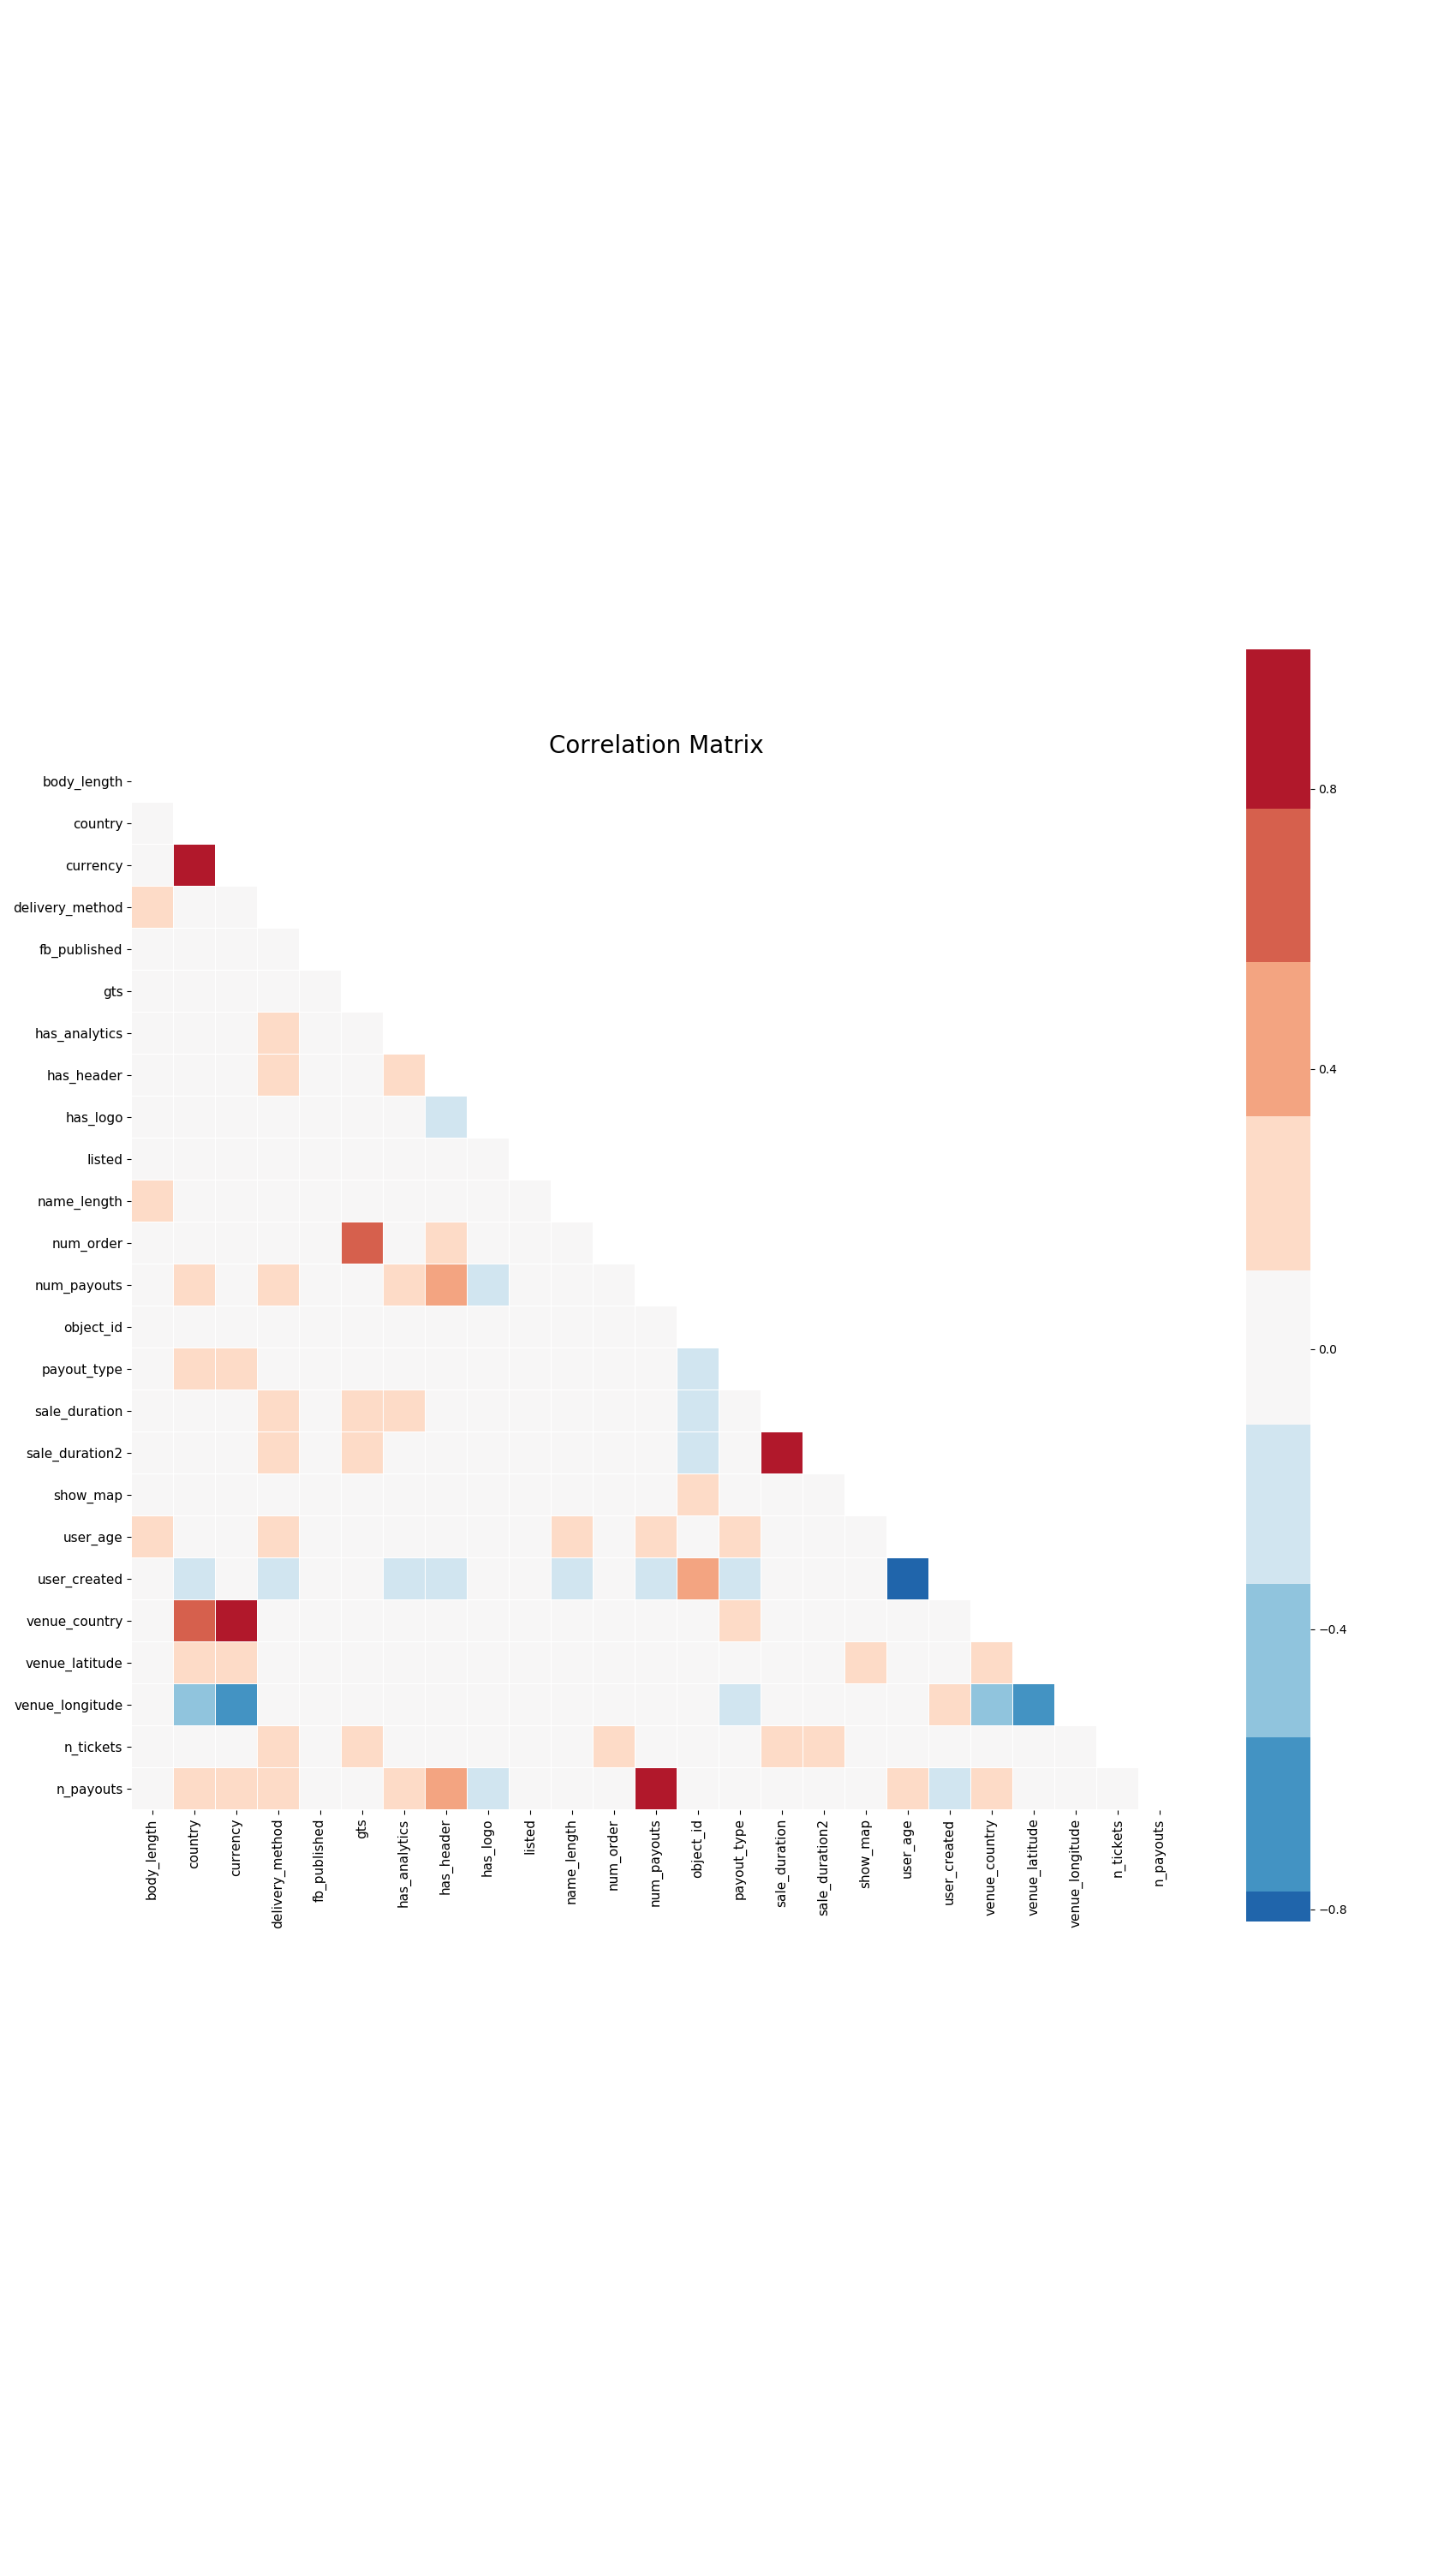 Correlation Matrix
body_length
country
currency
delivery_method
fb_published
gts
has_analytics
has_header
has_logo
listed
name_length
num_order
num_payouts
object_id
payout_type
sale_duration
sale_duration2
show_map
user_age
user_created
venue_country
venue_latitude
venue_longitude
n_tickets
n_payouts
body_length
country
currency
delivery_method
fb_published
gts
has_analytics
has_header
has_logo
listed
name_length
num_order
num_payouts
object_id
payout_type
sale_duration
sale_duration2
show_map
user_age
user_created
venue_country
venue_latitude
venue_longitude
n_tickets
n_payouts
0.8
0.4
0.0
−0.4
−0.8